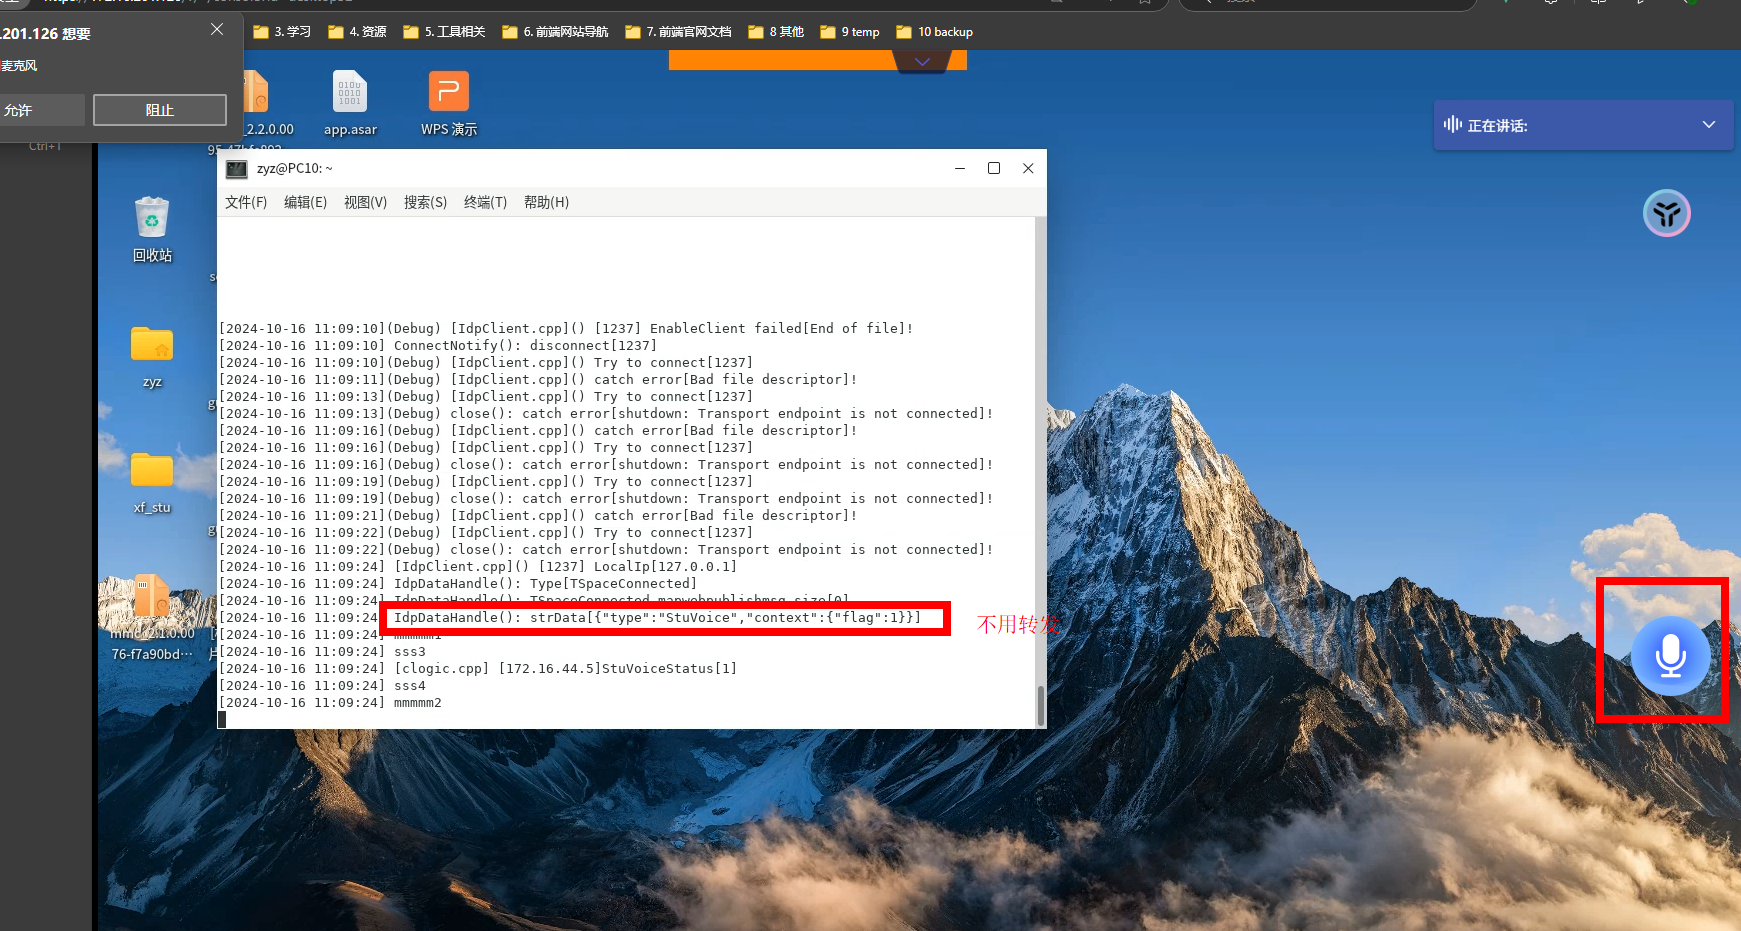 .201.126 想要
麦克风
允许
阻止
Ctrl+T
3. 学习
4. 资源
5. 工具相关
6. 前端网站导航
7. 前端官网文档
8 其他
9 temp
10 backup
_2.2.0.00
app.asar
WPS 演示
正在讲话:
回收站
zyz
xf_stu
76-f7a90bd…
zyz@PC10: ~
文件(F) 编辑(E) 视图(V) 搜索(S) 终端(T) 帮助(H)
[2024-10-16 11:09:10](Debug) [IdpClient.cpp]() [1237] EnableClient failed[End of file]!
[2024-10-16 11:09:10] ConnectNotify(): disconnect[1237]
[2024-10-16 11:09:10](Debug) [IdpClient.cpp]() Try to connect[1237]
[2024-10-16 11:09:11](Debug) [IdpClient.cpp]() catch error[Bad file descriptor]!
[2024-10-16 11:09:13](Debug) [IdpClient.cpp]() Try to connect[1237]
[2024-10-16 11:09:13](Debug) close(): catch error[shutdown: Transport endpoint is not connected]!
[2024-10-16 11:09:16](Debug) [IdpClient.cpp]() catch error[Bad file descriptor]!
[2024-10-16 11:09:16](Debug) [IdpClient.cpp]() Try to connect[1237]
[2024-10-16 11:09:16](Debug) close(): catch error[shutdown: Transport endpoint is not connected]!
[2024-10-16 11:09:19](Debug) [IdpClient.cpp]() Try to connect[1237]
[2024-10-16 11:09:19](Debug) close(): catch error[shutdown: Transport endpoint is not connected]!
[2024-10-16 11:09:21](Debug) [IdpClient.cpp]() catch error[Bad file descriptor]!
[2024-10-16 11:09:22](Debug) [IdpClient.cpp]() Try to connect[1237]
[2024-10-16 11:09:22](Debug) close(): catch error[shutdown: Transport endpoint is not connected]!
[2024-10-16 11:09:24] [IdpClient.cpp]() [1237] LocalIp[127.0.0.1]
[2024-10-16 11:09:24] IdpDataHandle(): Type[TSpaceConnected]
[2024-10-16 11:09:24] IdpDataHandle(): TSpaceConnected mapwebpublishmsg size[0]
[2024-10-16 11:09:24] IdpDataHandle(): strData[{"type":"StuVoice","context":{"flag":1}}]
[2024-10-16 11:09:24] mmmmm1
[2024-10-16 11:09:24] sss3
[2024-10-16 11:09:24] [clogic.cpp] [172.16.44.5]StuVoiceStatus[1]
[2024-10-16 11:09:24] sss4
[2024-10-16 11:09:24] mmmmm2
不用转发